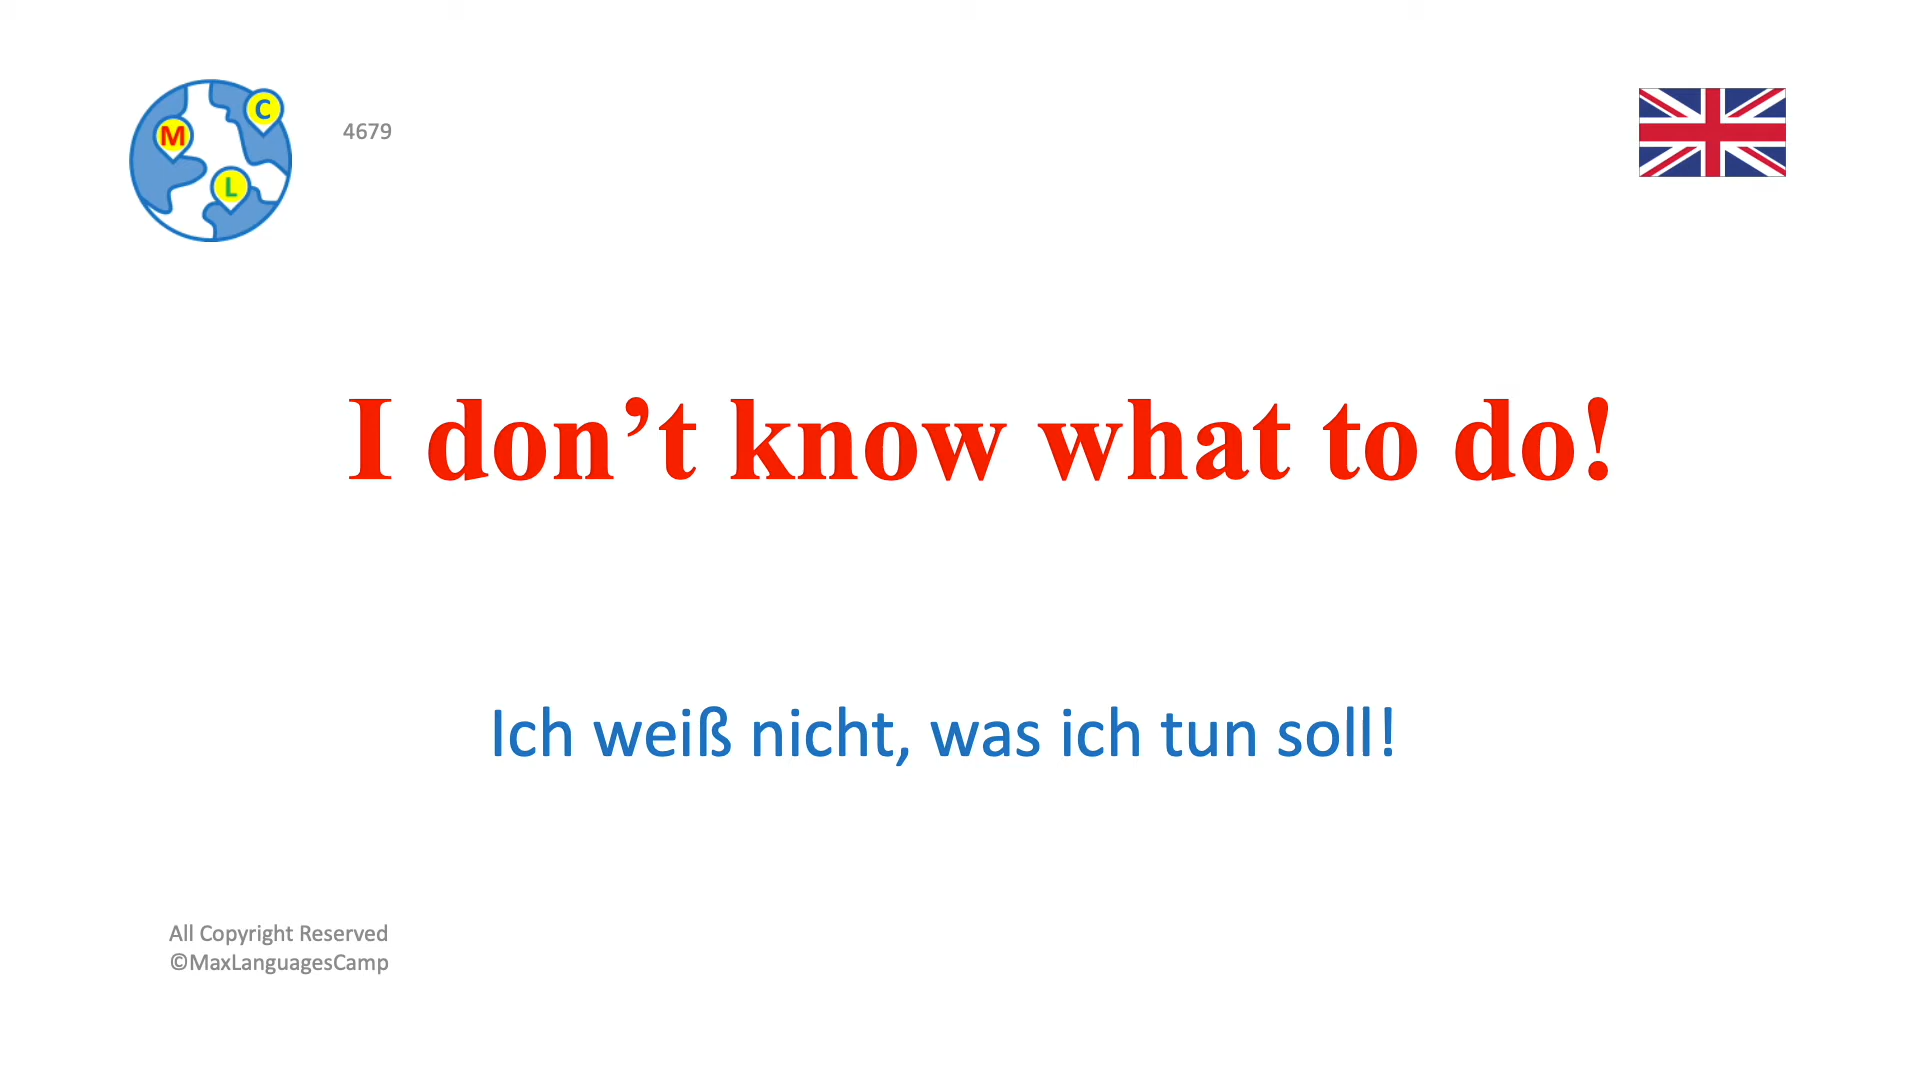 M
C
L
4679
I don’t know what to do!
Ich weiß nicht, was ich tun soll!
All Copyright Reserved
©MaxLanguagesCamp